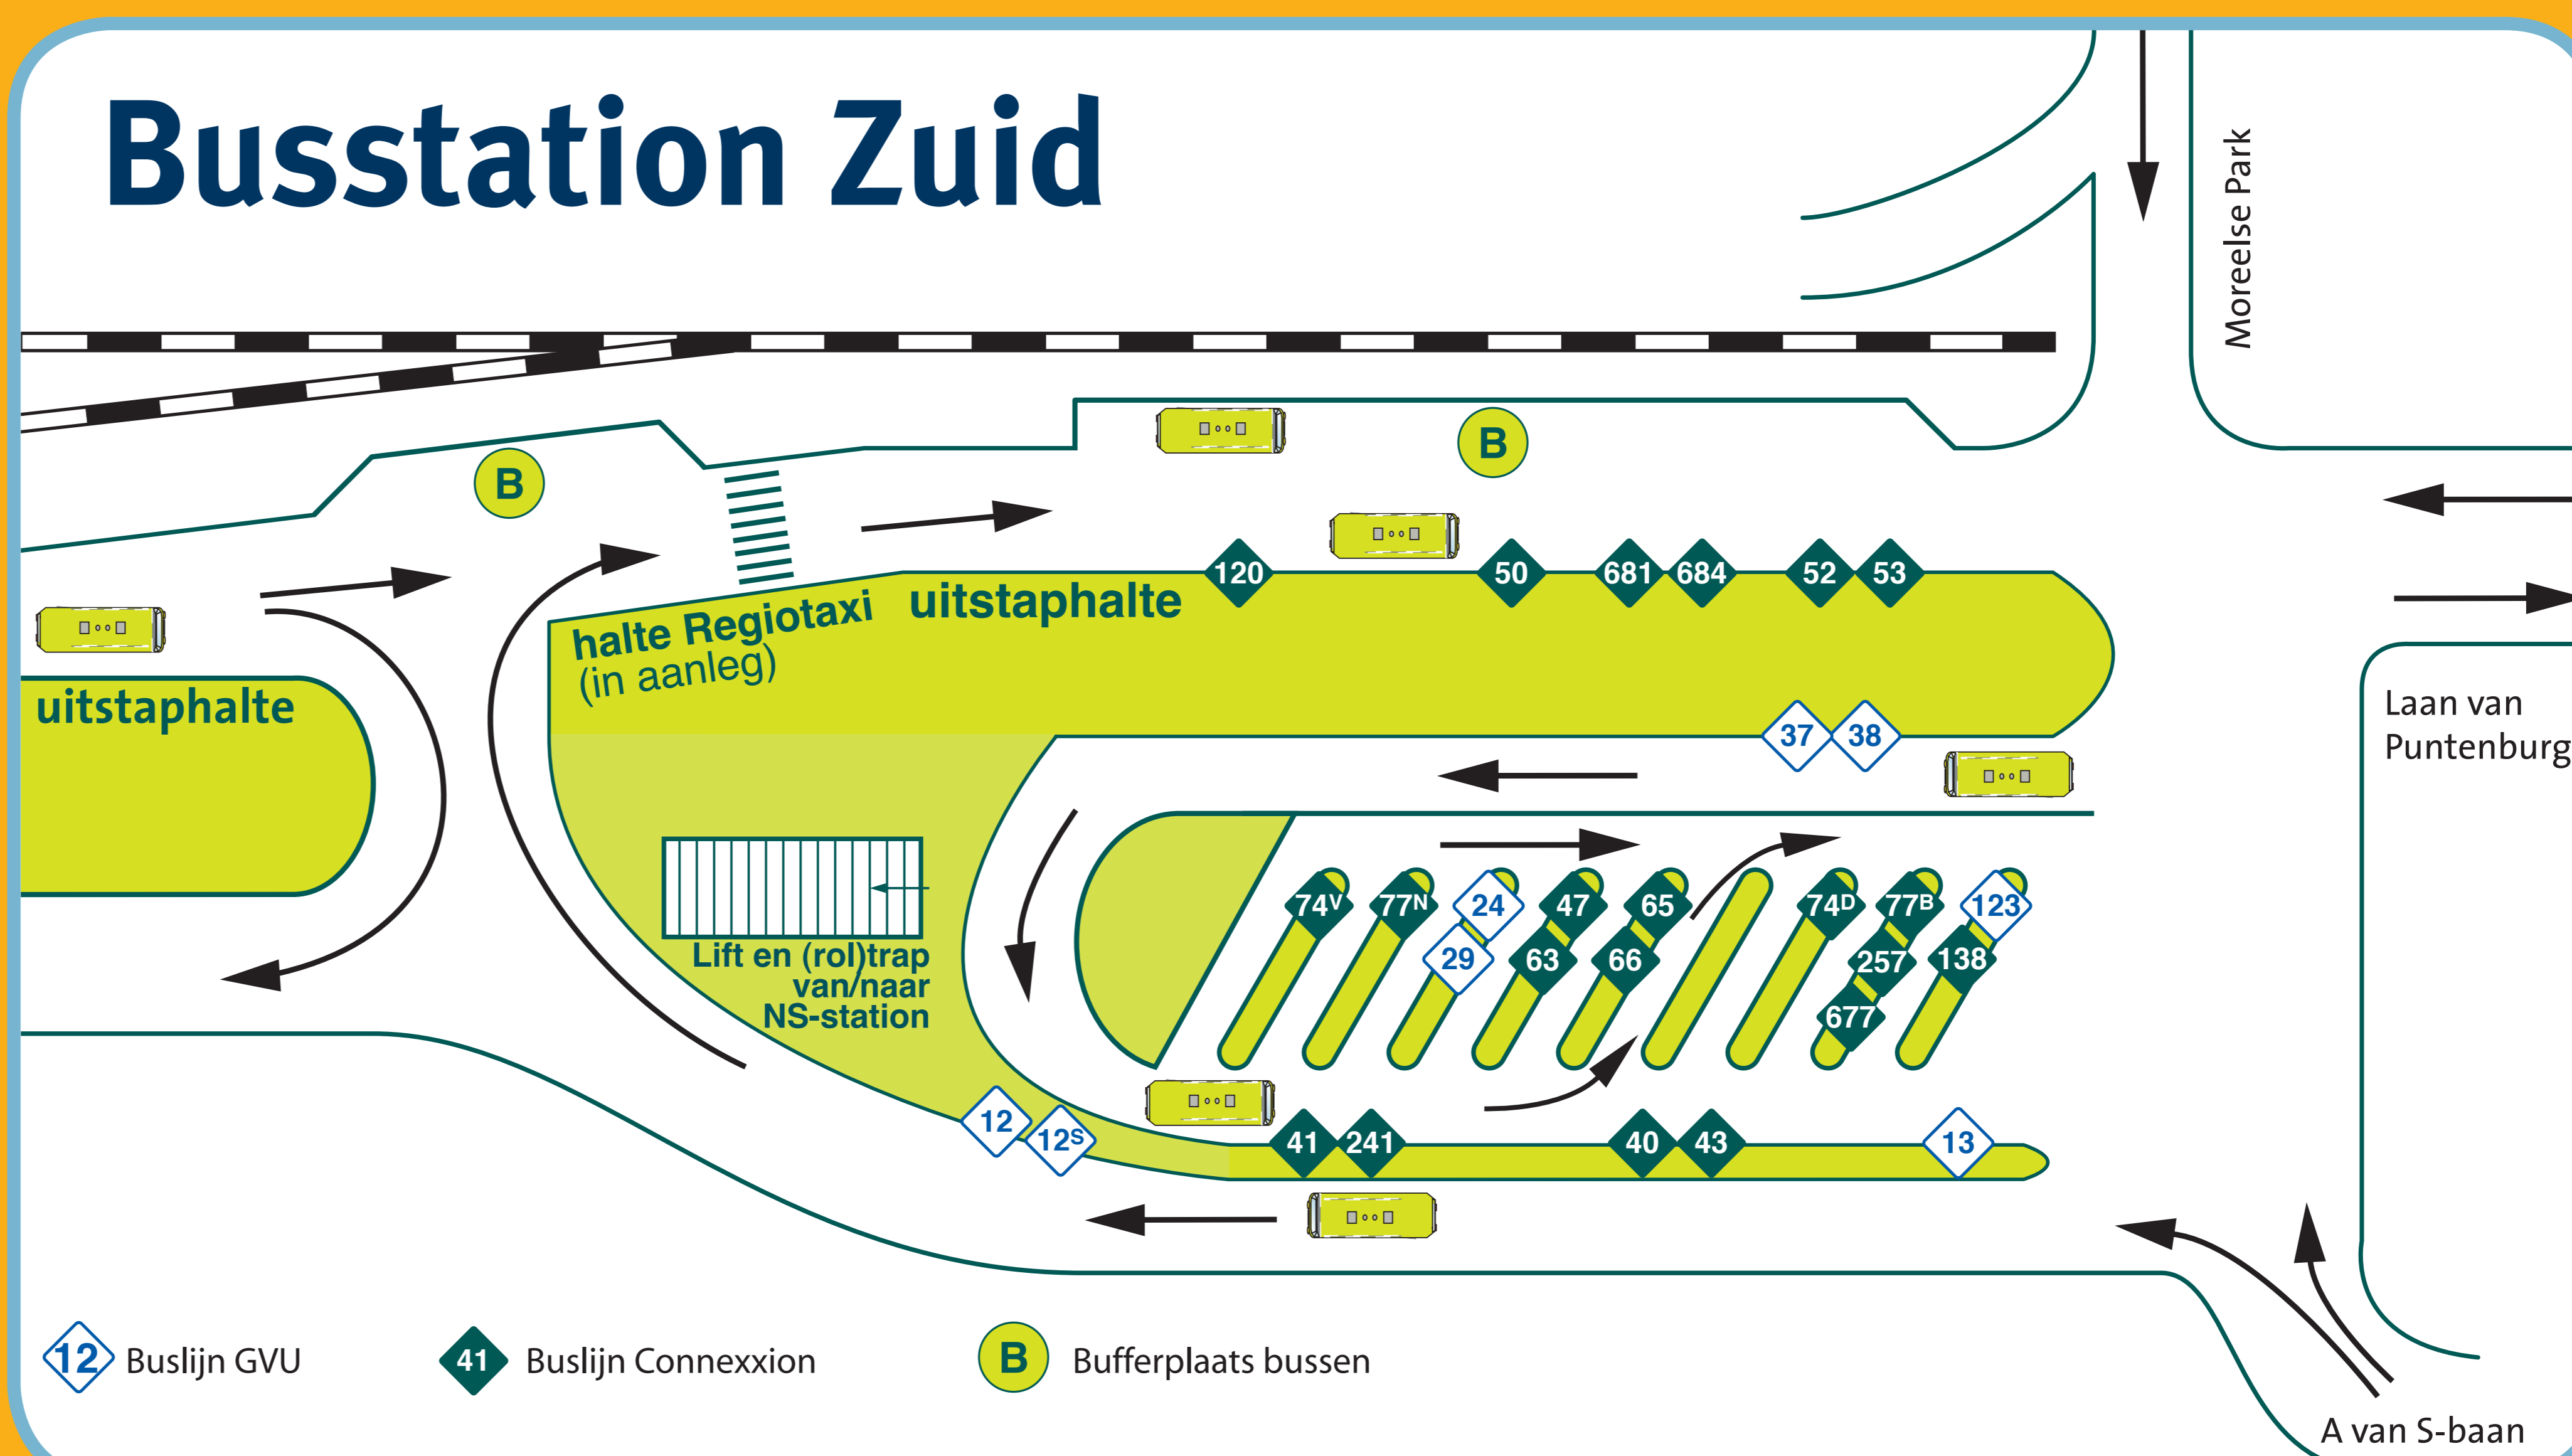 Busstation Zuid
Moreelse Park
B
B
120
50
681
684
52
53
halte Regiotaxi
(in aanleg)
uitstaphalte
uitstaphalte
37
38
Laan van
Puntenburg
74V
77N
24
47
65
74D
77B
123
29
63
66
257
138
677
Lift en (rol)trap
van/naar
NS-station
12
12S
41
241
40
43
13
12 Buslijn GVU
41 Buslijn Connexxion
B Bufferplaats bussen
A van S-baan